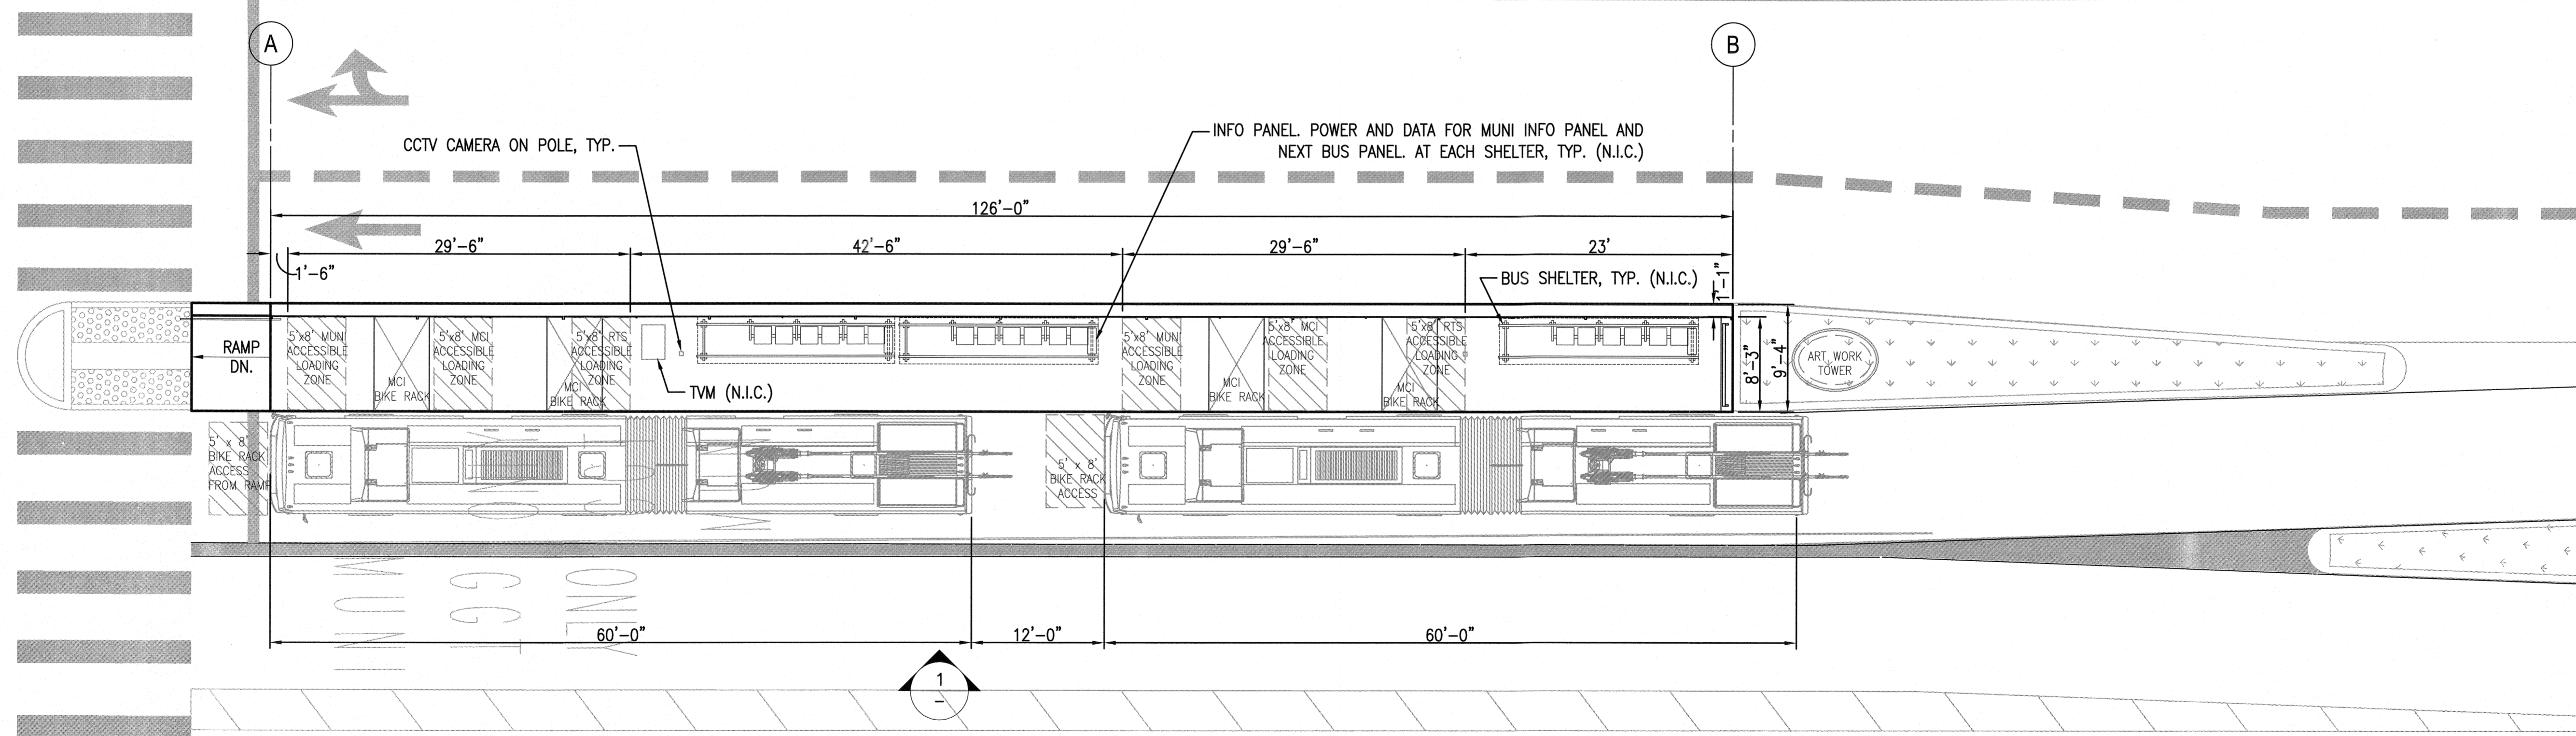 A
B
CCTV CAMERA ON POLE, TYP.
INFO PANEL. POWER AND DATA FOR MUNI INFO PANEL AND
NEXT BUS PANEL. AT EACH SHELTER, TYP. (N.I.C.)
126'-0"
29'-6"
42'-6"
29'-6"
23'
1'-6"
1'-1"
BUS SHELTER, TYP. (N.I.C.)
RAMP
DN.
5'x8' MUNI
ACCESSIBLE
LOADING
ZONE
MCI
BIKE RACK
5'x8' MCI
ACCESSIBLE
LOADING
ZONE
MCI
BIKE RACK
5'x8' RTS
ACCESSIBLE
LOADING
ZONE
TVM (N.I.C.)
5'x8' MUNI
ACCESSIBLE
LOADING
ZONE
MCI
BIKE RACK
5'x8' MCI
ACCESSIBLE
LOADING
ZONE
MCI
BIKE RACK
5'x8' RTS
ACCESSIBLE
LOADING
ZONE
8'-3"
9'-4"
ART WORK
TOWER
5' x 8'
BIKE RACK
ACCESS
FROM RAMP
5' x 8'
BIKE RACK
ACCESS
MUNI
GGT
ONLY
60'-0"
12'-0"
60'-0"
1
-